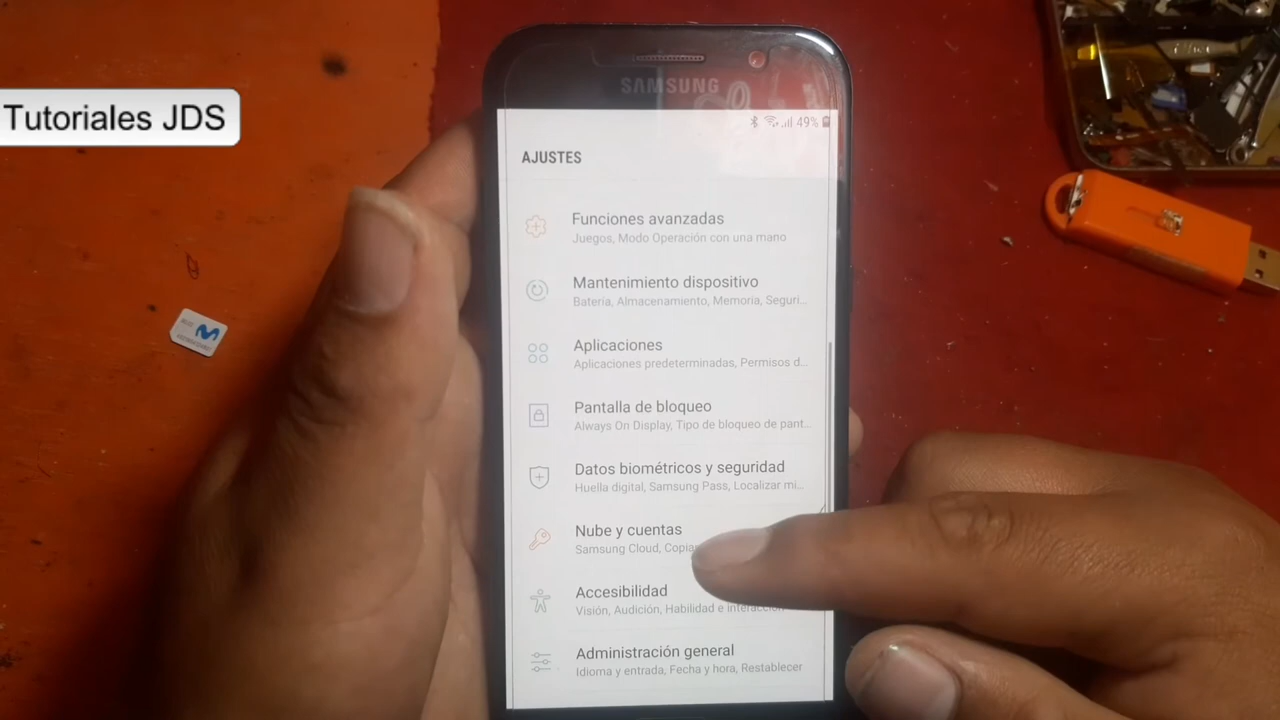 Tutoriales JDS
SAMSUNG
49%
AJUSTES
Funciones avanzadas
Juegos, Modo Operación con una mano
Mantenimiento dispositivo
Batería, Almacenamiento, Memoria, Seguri...
Aplicaciones
Aplicaciones predeterminadas, Permisos d...
Pantalla de bloqueo
Always On Display, Tipo de bloqueo de pant...
Datos biométricos y seguridad
Huella digital, Samsung Pass, Localizar mi...
Nube y cuentas
Samsung Cloud, Copia
Accesibilidad
Visión, Audición, Habilidad e interacción
Administración general
Idioma y entrada, Fecha y hora, Restablecer